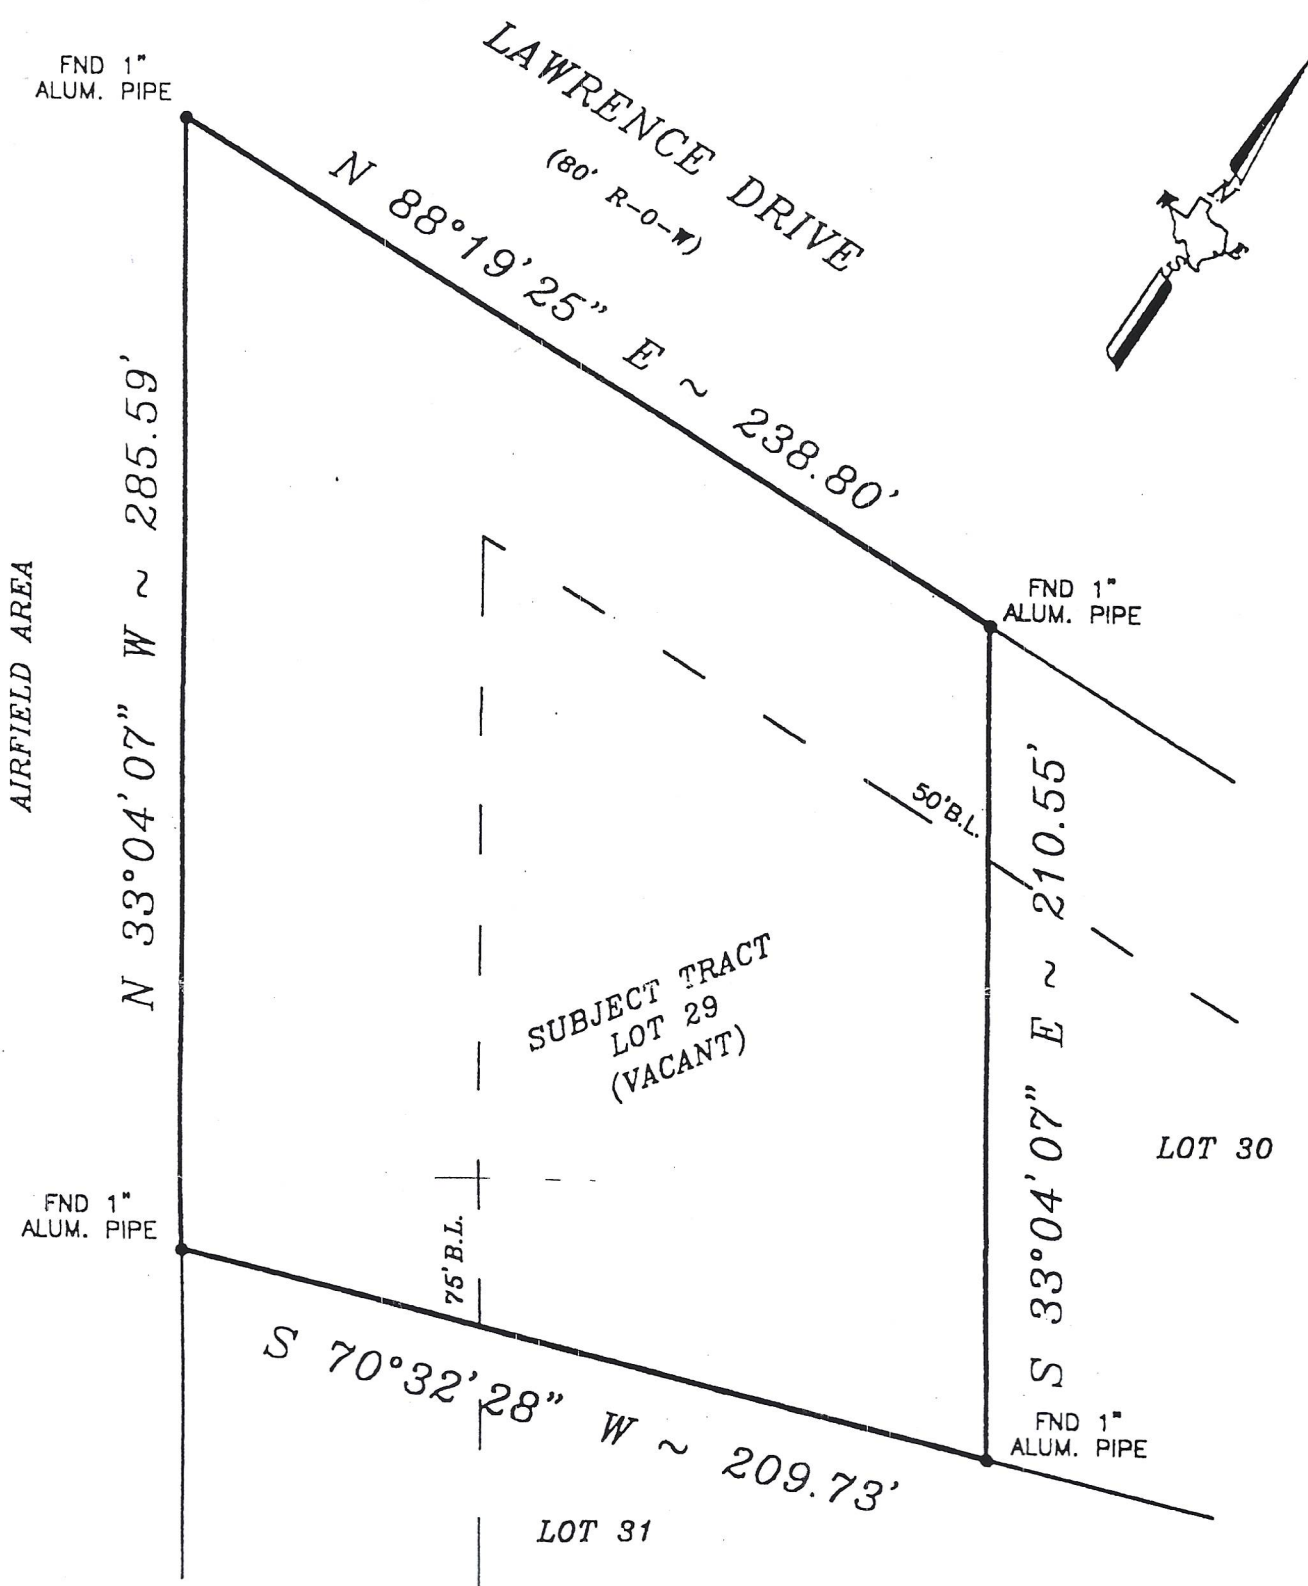 FND 1"
ALUM. PIPE
LAWRENCE DRIVE
(80' R-O-W)
N 88°19'25" E ~ 238.80'
W
N
S
E
N 33°04'07" W ~ 285.59'
AIRFIELD AREA
FND 1"
ALUM. PIPE
50'B.L.
S 33°04'07" E ~ 210.55'
SUBJECT TRACT
LOT 29
(VACANT)
LOT 30
FND 1"
ALUM. PIPE
75'B.L.
S 70°32'28" W ~ 209.73'
FND 1"
ALUM. PIPE
LOT 31